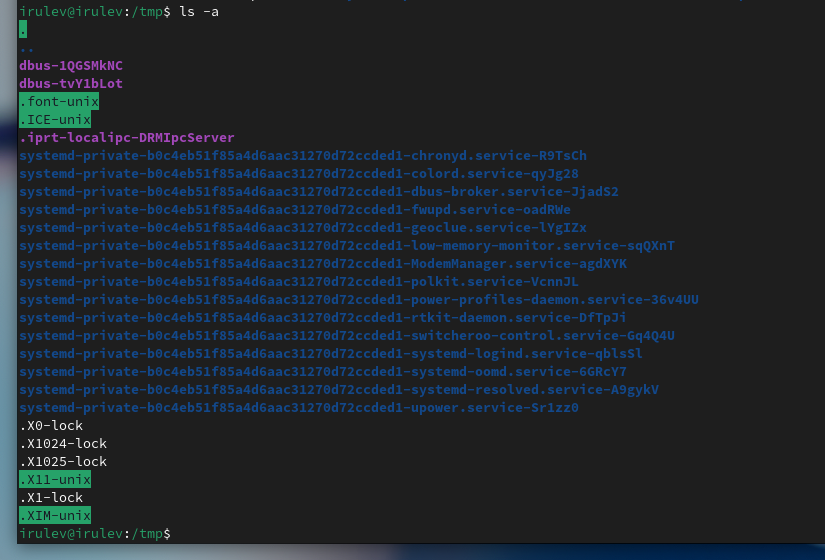 irulev@irulev:/tmp$ ls -a
.
..
dbus-1QGSMkNC
dbus-tvY1bLot
.font-unix
.ICE-unix
.iprt-localipc-DRMIpcServer
systemd-private-b0c4eb51f85a4d6aac31270d72ccded1-chronyd.service-R9TsCh
systemd-private-b0c4eb51f85a4d6aac31270d72ccded1-colord.service-qyJg28
systemd-private-b0c4eb51f85a4d6aac31270d72ccded1-dbus-broker.service-JjadS2
systemd-private-b0c4eb51f85a4d6aac31270d72ccded1-fwupd.service-oadRWe
systemd-private-b0c4eb51f85a4d6aac31270d72ccded1-geoclue.service-lYgIZx
systemd-private-b0c4eb51f85a4d6aac31270d72ccded1-low-memory-monitor.service-sqQXnT
systemd-private-b0c4eb51f85a4d6aac31270d72ccded1-ModemManager.service-agdXYK
systemd-private-b0c4eb51f85a4d6aac31270d72ccded1-polkit.service-VcnnJL
systemd-private-b0c4eb51f85a4d6aac31270d72ccded1-power-profiles-daemon.service-36v4UU
systemd-private-b0c4eb51f85a4d6aac31270d72ccded1-rtkit-daemon.service-DfTpJi
systemd-private-b0c4eb51f85a4d6aac31270d72ccded1-switcheroo-control.service-Gq4Q4U
systemd-private-b0c4eb51f85a4d6aac31270d72ccded1-systemd-logind.service-qblsSl
systemd-private-b0c4eb51f85a4d6aac31270d72ccded1-systemd-oomd.service-6GRcY7
systemd-private-b0c4eb51f85a4d6aac31270d72ccded1-systemd-resolved.service-A9gykV
systemd-private-b0c4eb51f85a4d6aac31270d72ccded1-upower.service-Sr1zz0
.X0-lock
.X1024-lock
.X1025-lock
.X11-unix
.X1-lock
.XIM-unix
irulev@irulev:/tmp$